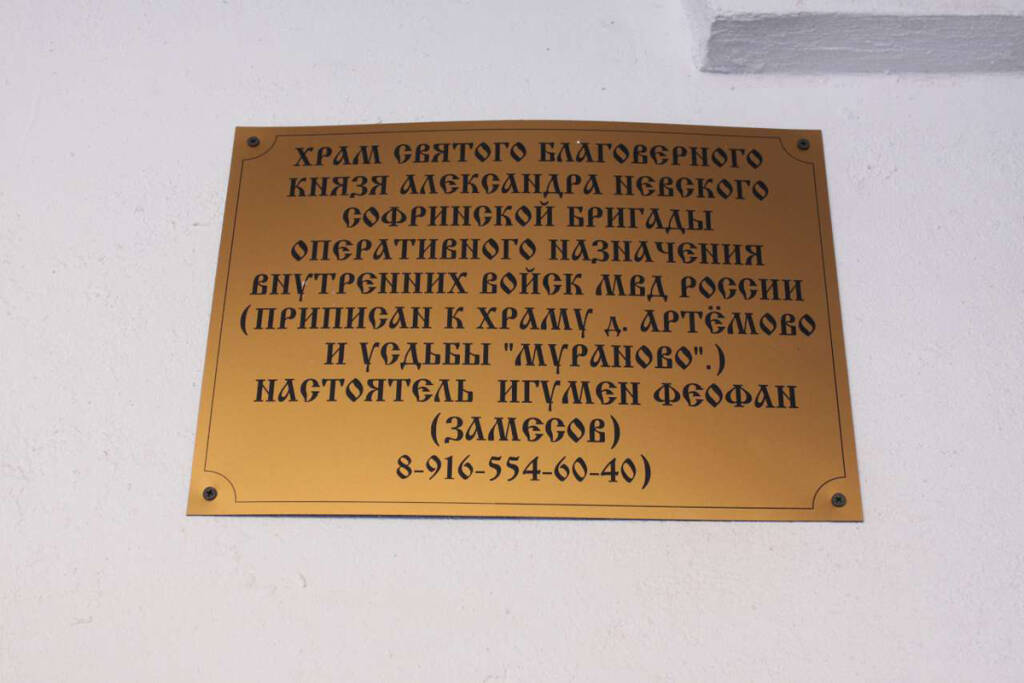 ХРАМ СВЯТОГО БЛАГОВЕРНОГО
КНЯЗЯ АЛЕКСАНДРА НЕВСКОГО
СОФРИНСКОЙ БРИГАДЫ
ОПЕРАТИВНОГО НАЗНАЧЕНИЯ
ВНУТРЕННИХ ВОЙСК МВД РОССИИ
(ПРИПИСАН К ХРАМУ д. АРТЁМОВО
И УСДЬБЫ "МУРАНОВО".)
НАСТОЯТЕЛЬ ИГУМЕН ФЕОФАН
(ЗАМЕСОВ)
8-916-554-60-40)